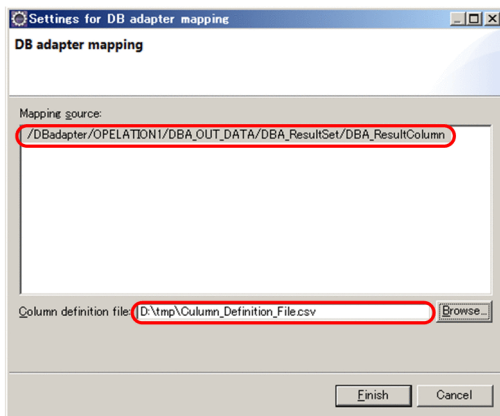 Settings for DB adapter mapping
DB adapter mapping
Mapping source:
/DBadapter/OPELATION1/DBA_OUT_DATA/DBA_ResultSet/DBA_ResultColumn
Column definition file: D:\tmp\Culumn_Definition_File.csv Browse...
Finish Cancel